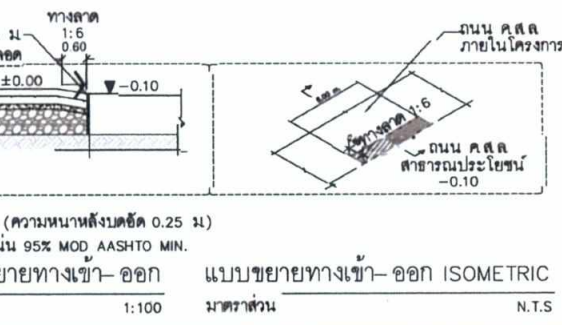 ทางลาด
ม
1:6
0.60
±0.00
-0.10
ถนน ค.ส.ล
ภายในโครงการ
ทางลาด 1:6
ถนน ค.ส.ล
สาธารณประโยชน์
-0.10
(ความหนาหลังบดอัด 0.25 ม)
95% MOD AASHTO MIN.
ยายทางเข้า-ออก
1:100
แบบขยายทางเข้า-ออก ISOMETRIC
มาตราส่วน N.T.S